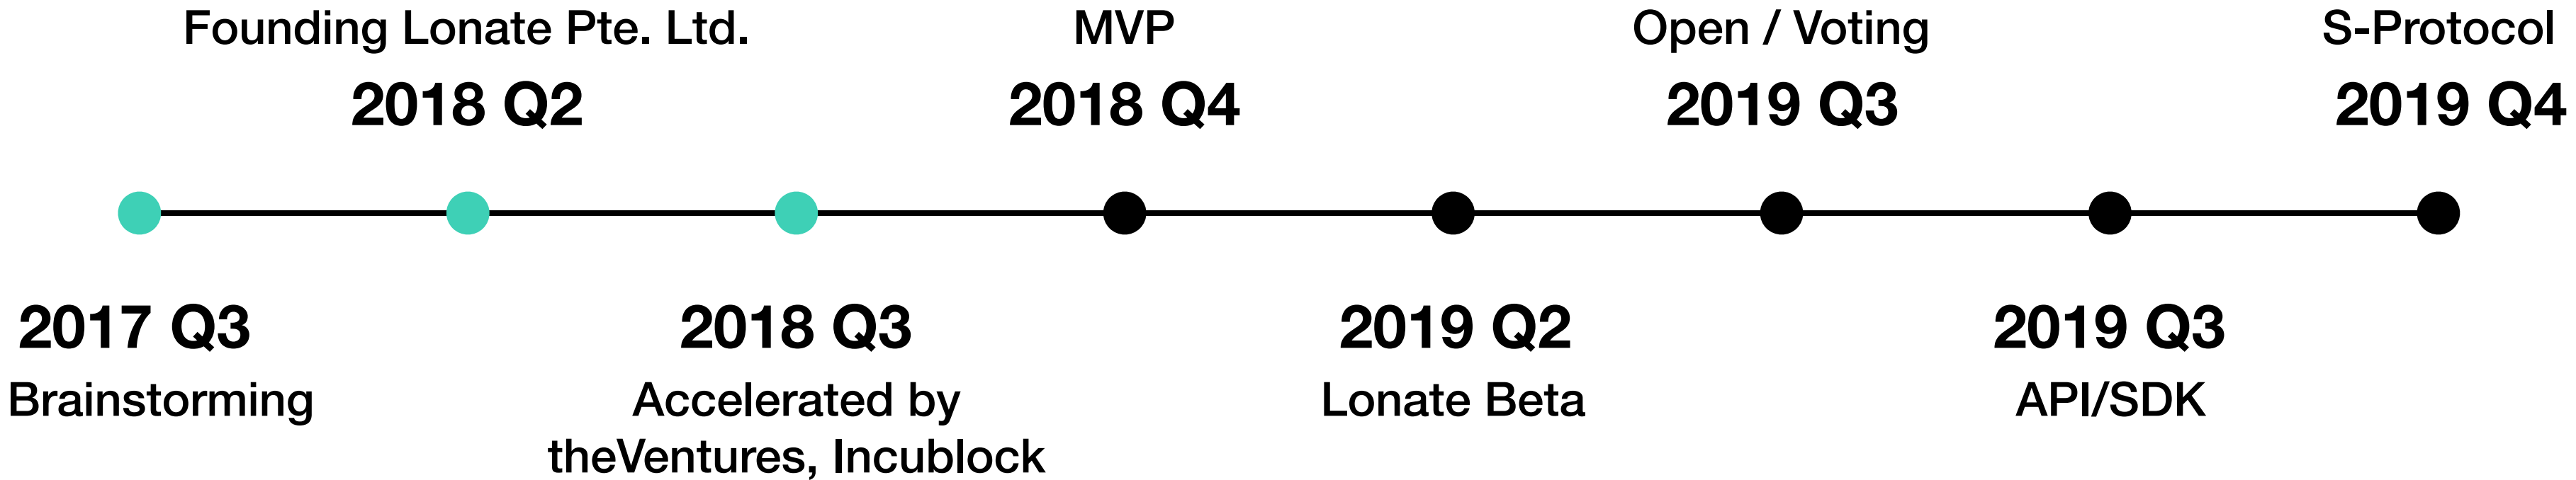 Founding Lonate Pte. Ltd.
2018 Q2
MVP
2018 Q4
Open / Voting
2019 Q3
S-Protocol
2019 Q4
2017 Q3
Brainstorming
2018 Q3
Accelerated by
theVentures, Incublock
2019 Q2
Lonate Beta
2019 Q3
API/SDK